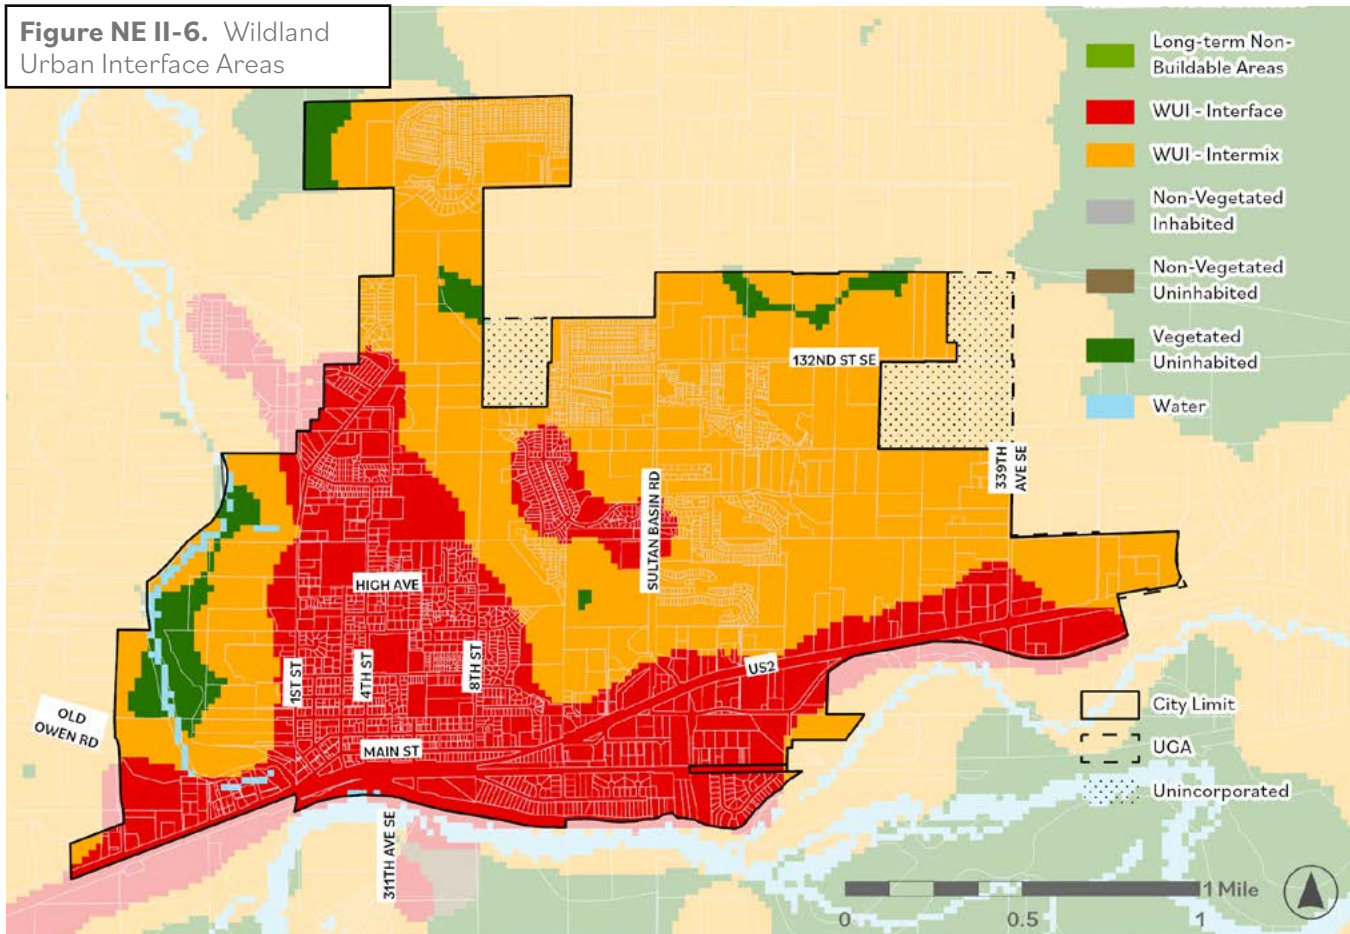 Figure NE II-6. Wildland
Urban Interface Areas
Long-term Non-
Buildable Areas
WUI - Interface
WUI - Intermix
Non-Vegetated
Inhabited
Non-Vegetated
Uninhabited
Vegetated
Uninhabited
Water
132ND ST SE
339TH
AVE SE
SULTAN BASIN RD
HIGH AVE
1ST ST
4TH ST
8TH ST
US2
OLD
OWEN RD
MAIN ST
311TH AVE SE
City Limit
UGA
Unincorporated
1 Mile
0
0.5
1